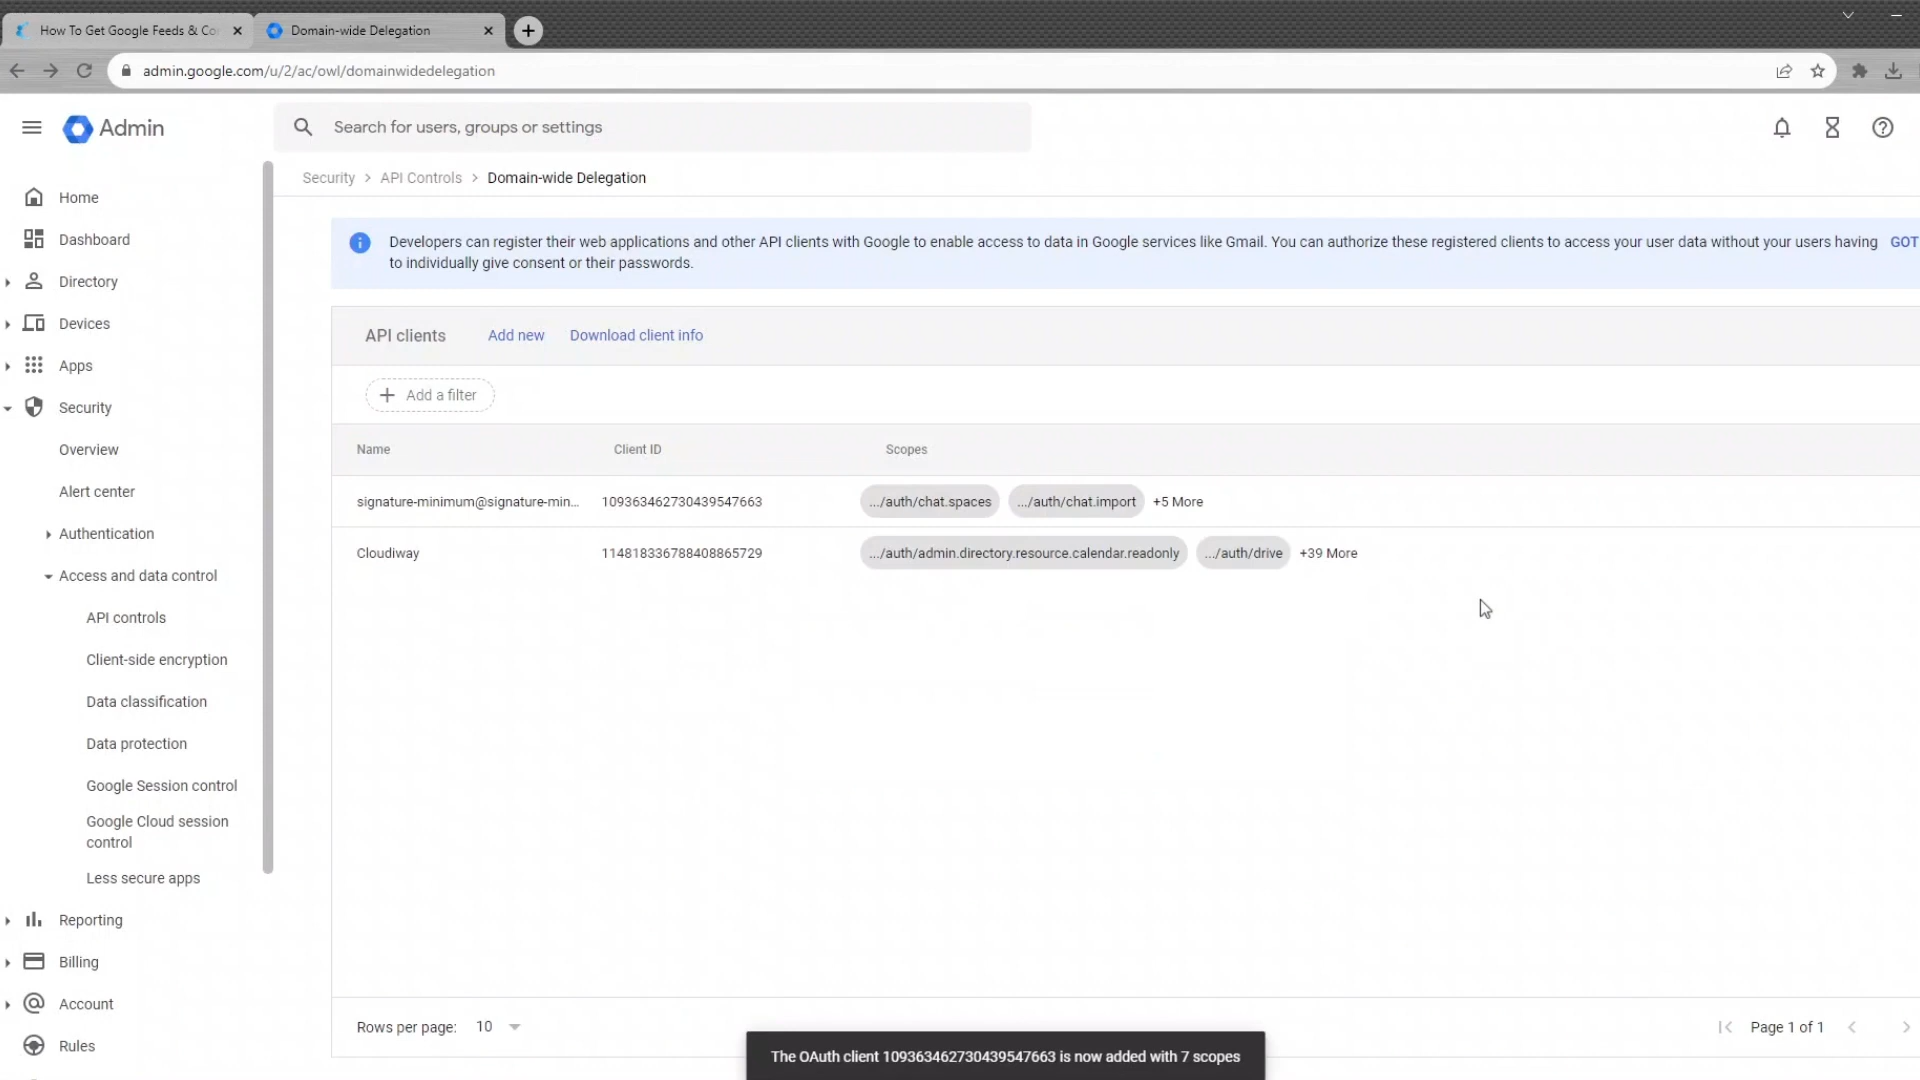 How To Get Google Feeds & Co
Domain-wide Delegation
admin.google.com/u/2/ac/owl/domainwidedelegation
Admin
Search for users, groups or settings
Security > API Controls > Domain-wide Delegation
Home
Dashboard
Directory
Devices
Apps
Security
Overview
Alert center
Authentication
Access and data control
API controls
Client-side encryption
Data classification
Data protection
Google Session control
Google Cloud session
control
Less secure apps
Reporting
Billing
Account
Rules
Developers can register their web applications and other API clients with Google to enable access to data in Google services like Gmail. You can authorize these registered clients to access your user data without your users having GOT
to individually give consent or their passwords.
API clients Add new Download client info
Add a filter
Name Client ID Scopes
signature-minimum@signature-min... 109363462730439547663 .../auth/chat.spaces .../auth/chat.import +5 More
Cloudiway 114818336788408865729 .../auth/admin.directory.resource.calendar.readonly .../auth/drive +39 More
Rows per page: 10 Page 1 of 1
The OAuth client 109363462730439547663 is now added with 7 scopes